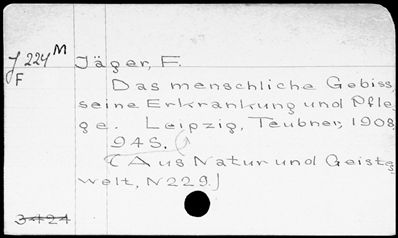 J 224 M
F
Jäger, F.
Das menschliche Gebiss,
seine Erkrankung und Pfle-
ge. Leipzig, Teubner, 1908.
94 S.
(Aus Natur und Geistes-
welt, N 229.)
3424